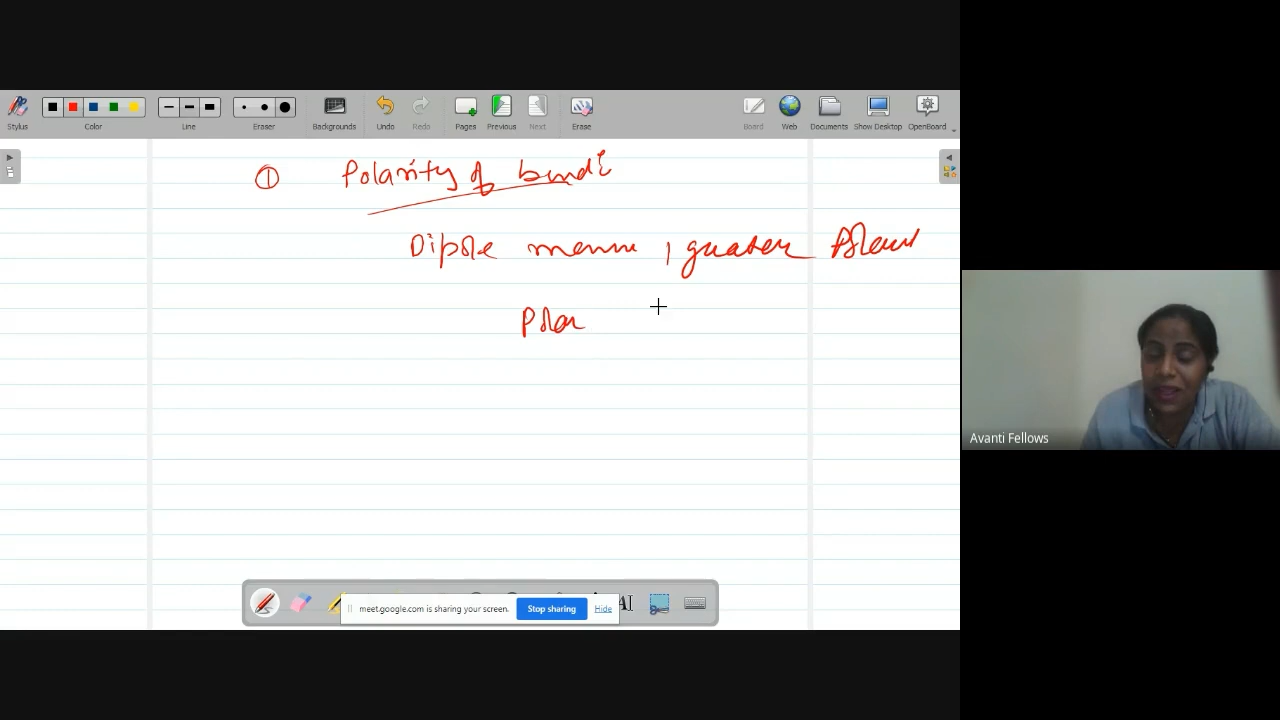 Stylus Color Line Eraser Backgrounds Undo Redo Pages Previous Next Erase Board Web Documents Show Desktop OpenBoard
① Polarity of bond
Dipole , greater
Polar
Avanti Fellows
meet.google.com is sharing your screen. Stop sharing Hide AI